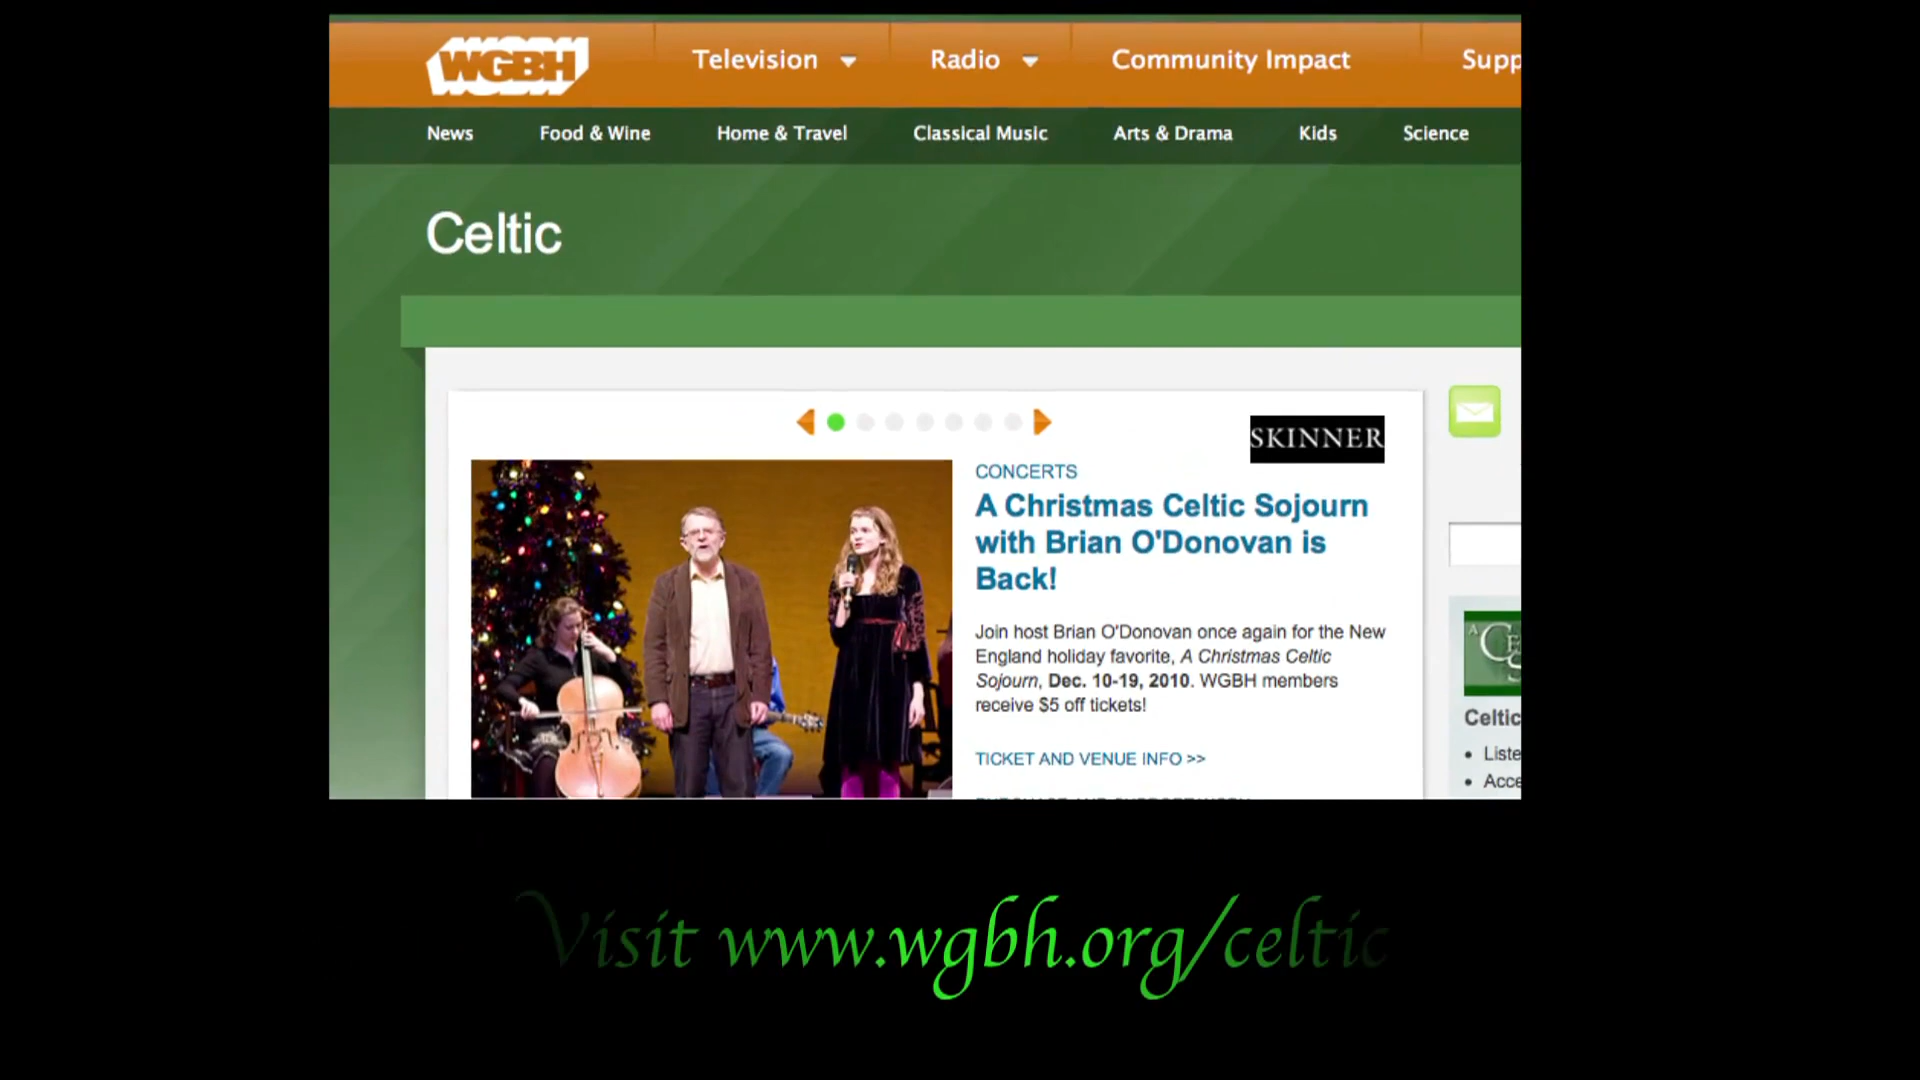 WGBH
Television
Radio
Community Impact
Supp
News
Food & Wine
Home & Travel
Classical Music
Arts & Drama
Kids
Science
Celtic
SKINNER
CONCERTS
A Christmas Celtic Sojourn
with Brian O'Donovan is
Back!
Join host Brian O'Donovan once again for the New
England holiday favorite, A Christmas Celtic
Sojourn, Dec. 10-19, 2010. WGBH members
receive $5 off tickets!
TICKET AND VENUE INFO >>
Celtic
• Liste
• Acce
Visit www.wgbh.org/celtic